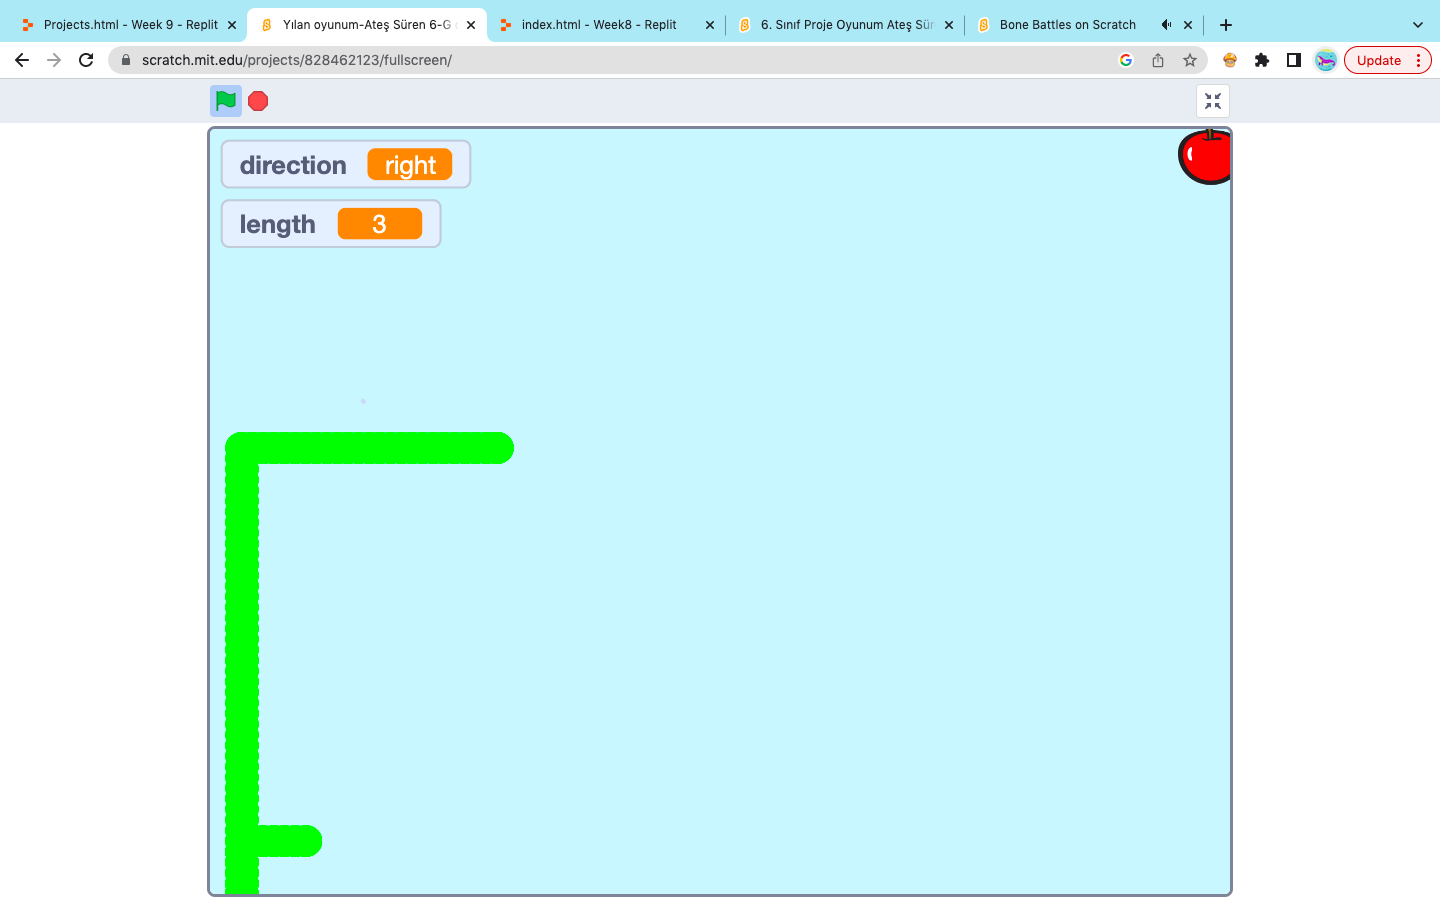 Projects.html - Week 9 - Replit
Yılan oyunum-Ateş Süren 6-G
index.html - Week8 - Replit
6. Sınıf Proje Oyunum Ateş Sür
Bone Battles on Scratch
scratch.mit.edu/projects/828462123/fullscreen/
Update
direction right
length 3